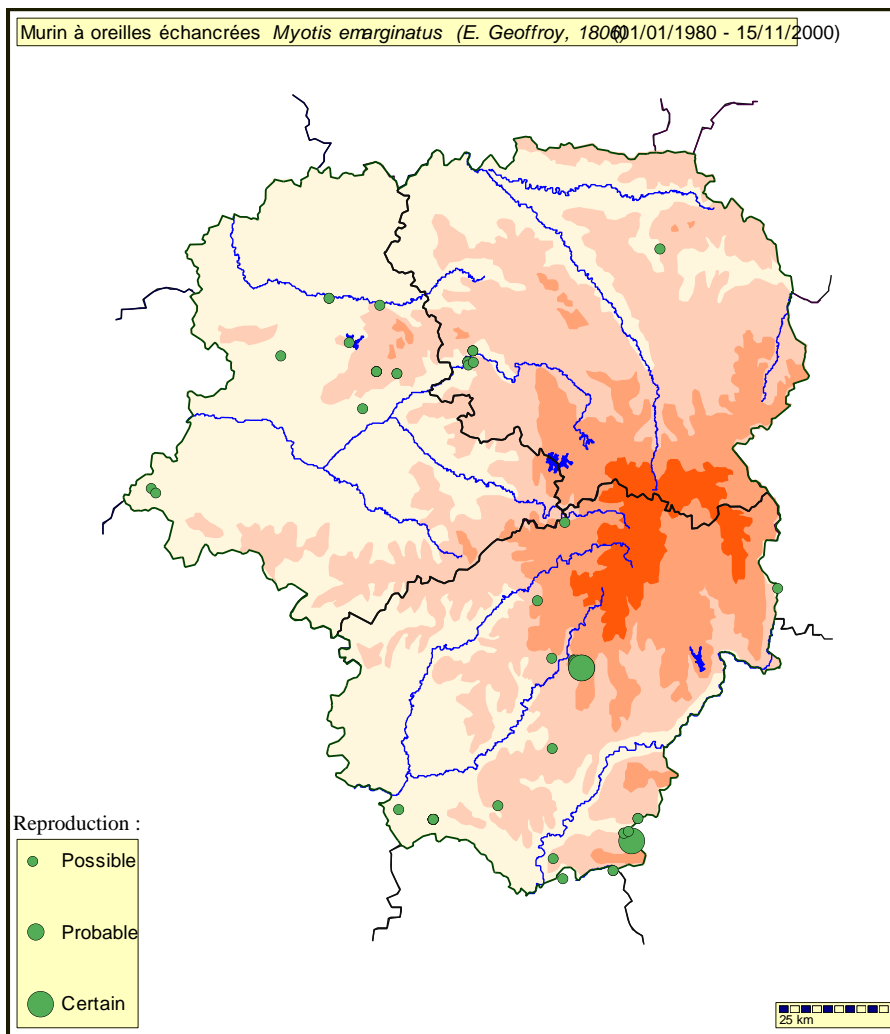 Murin à oreilles échancrées Myotis emarginatus (E. Geoffroy, 1806) (01/01/1980 - 15/11/2000)
Reproduction :
Possible
Probable
Certain
25 km